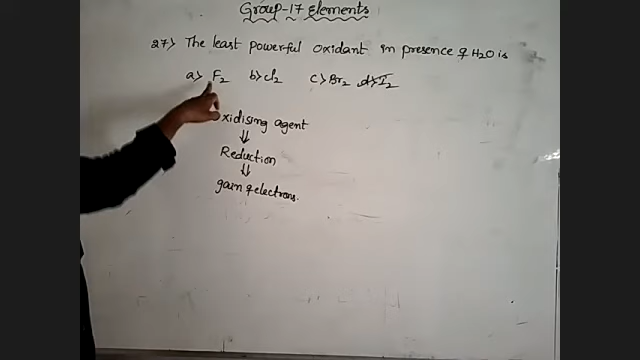 Group-17 Elements
27> The least powerful oxidant in presence of H2O is
a> F2 b> Cl2 c> Br2 d> I2
xidising agent
⇓
Reduction
⇓
gain of electrons.